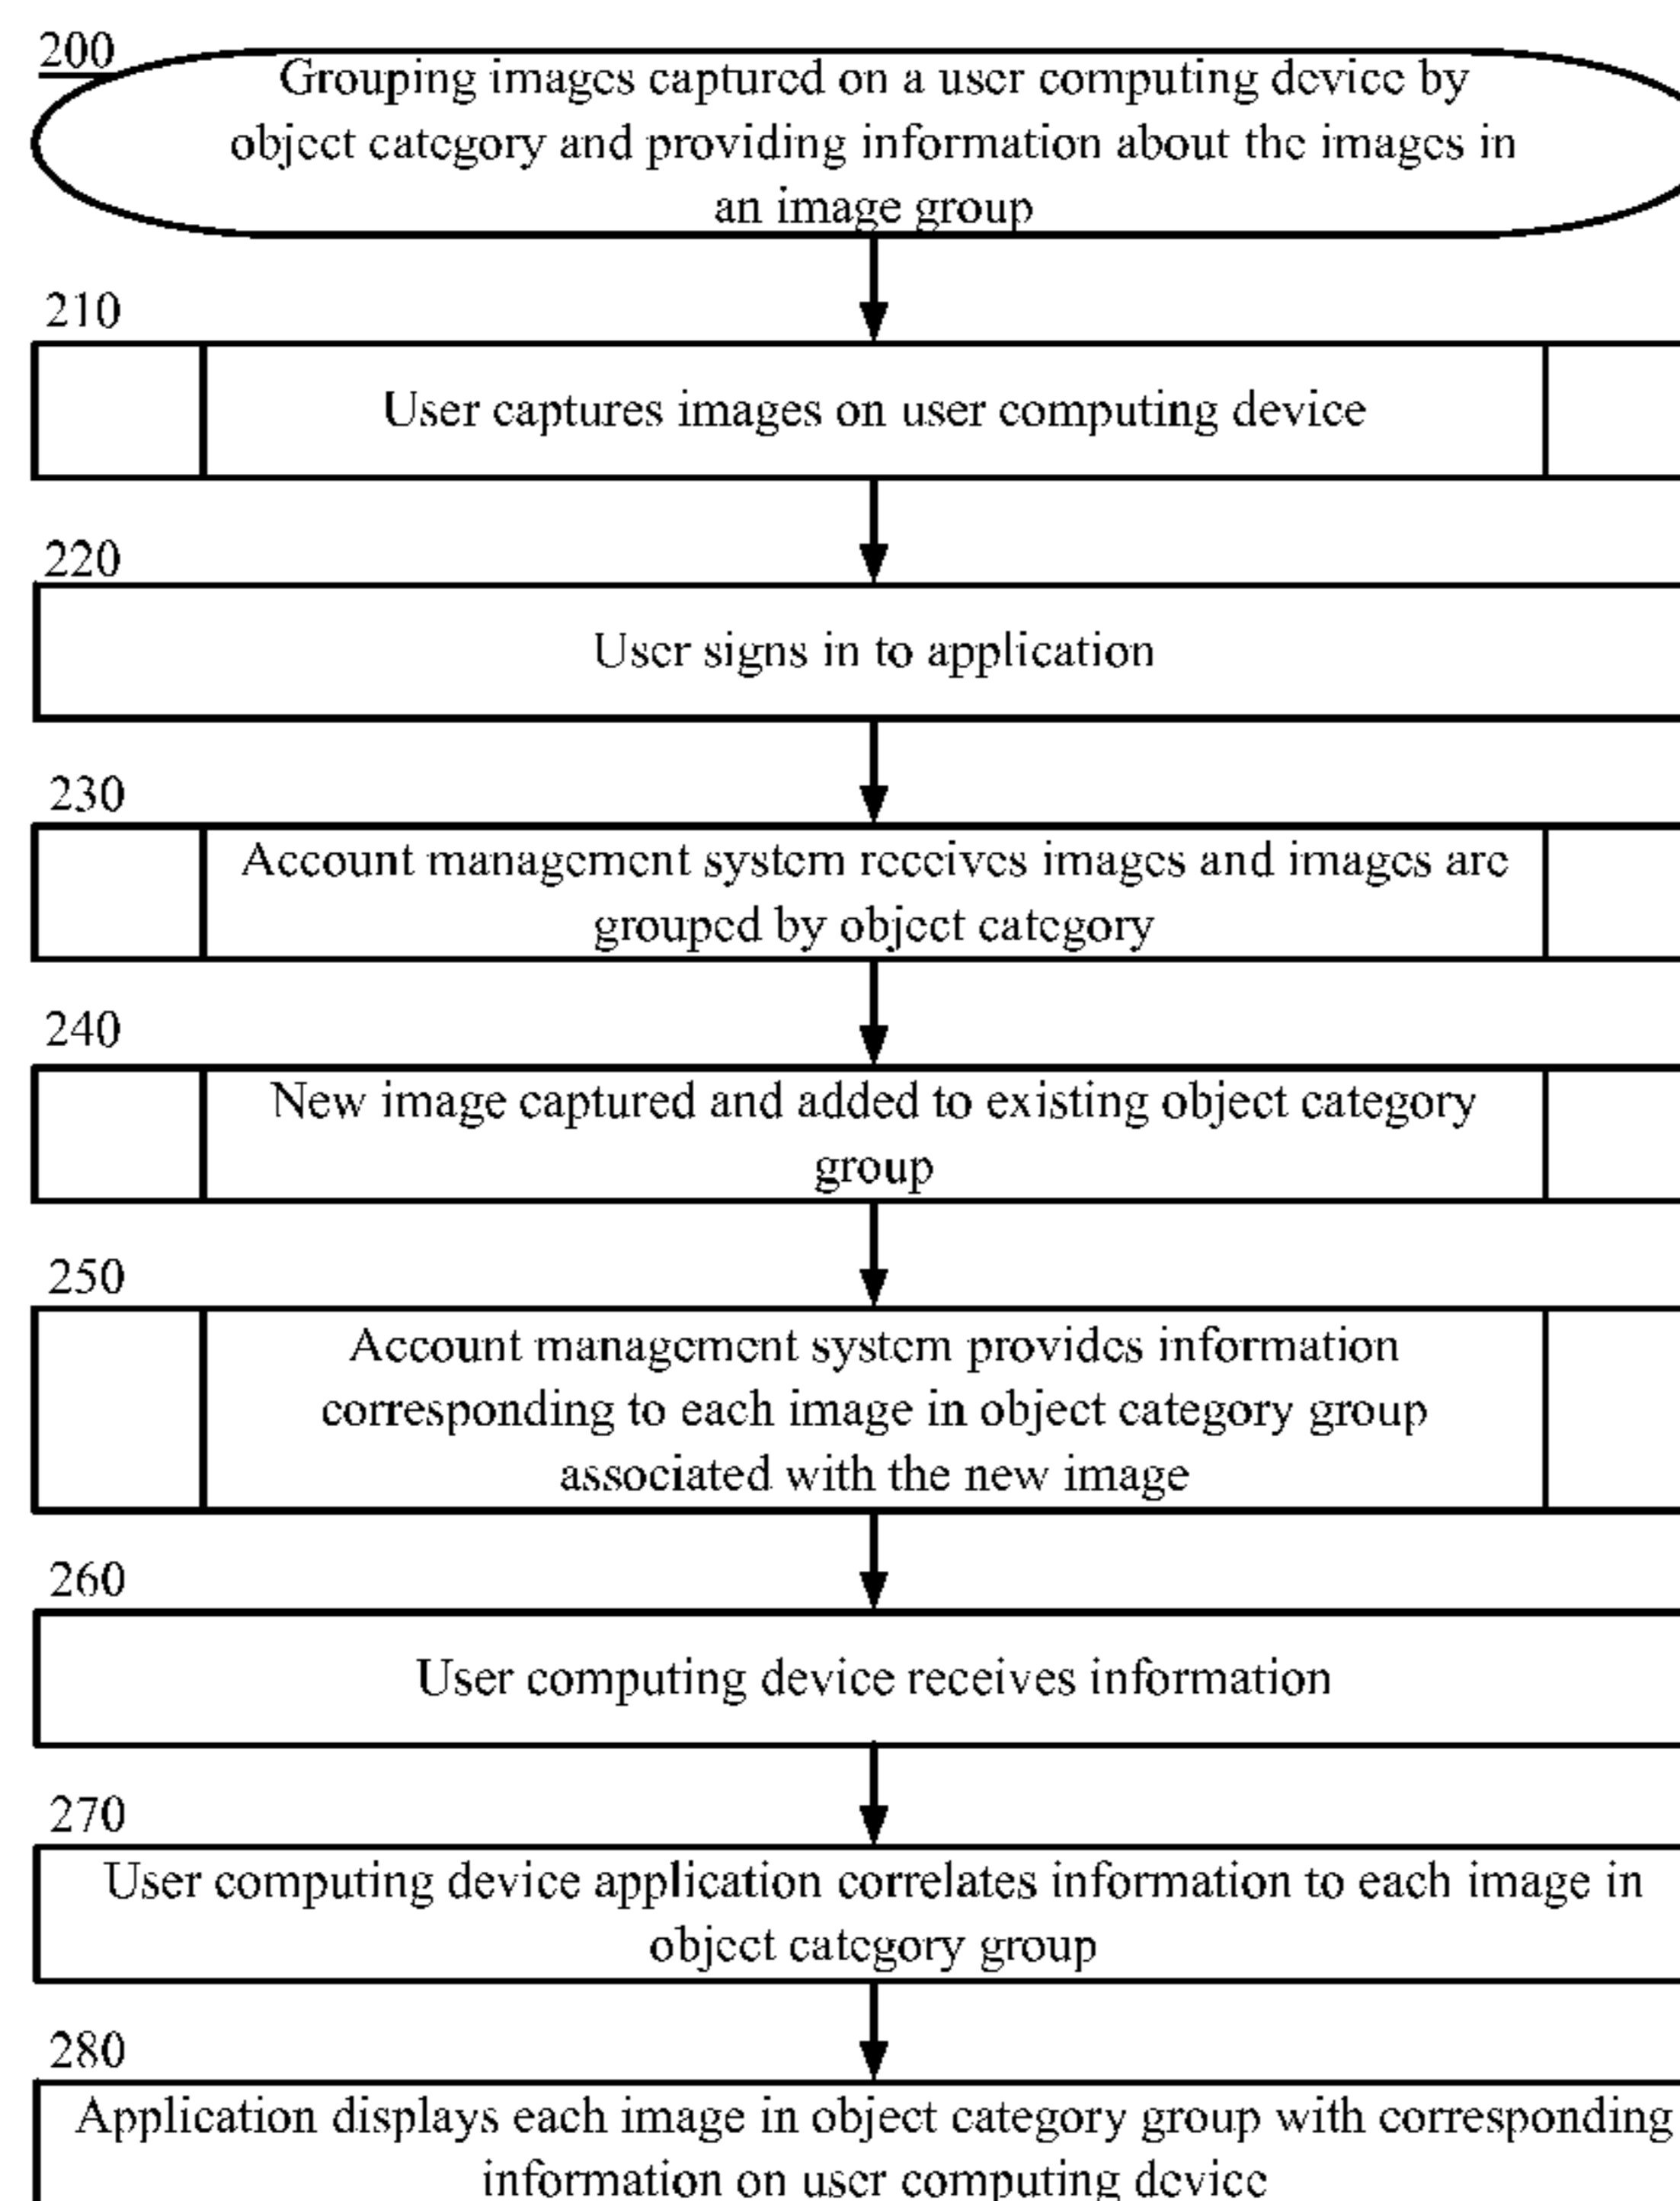 200
Grouping images captured on a user computing device by
object category and providing information about the images in
an image group
210
User captures images on user computing device
220
User signs in to application
230
Account management system receives images and images are
grouped by object category
240
New image captured and added to existing object category
group
250
Account management system provides information
corresponding to each image in object category group
associated with the new image
260
User computing device receives information
270
User computing device application correlates information to each image in
object category group
280
Application displays each image in object category group with corresponding
information on user computing device